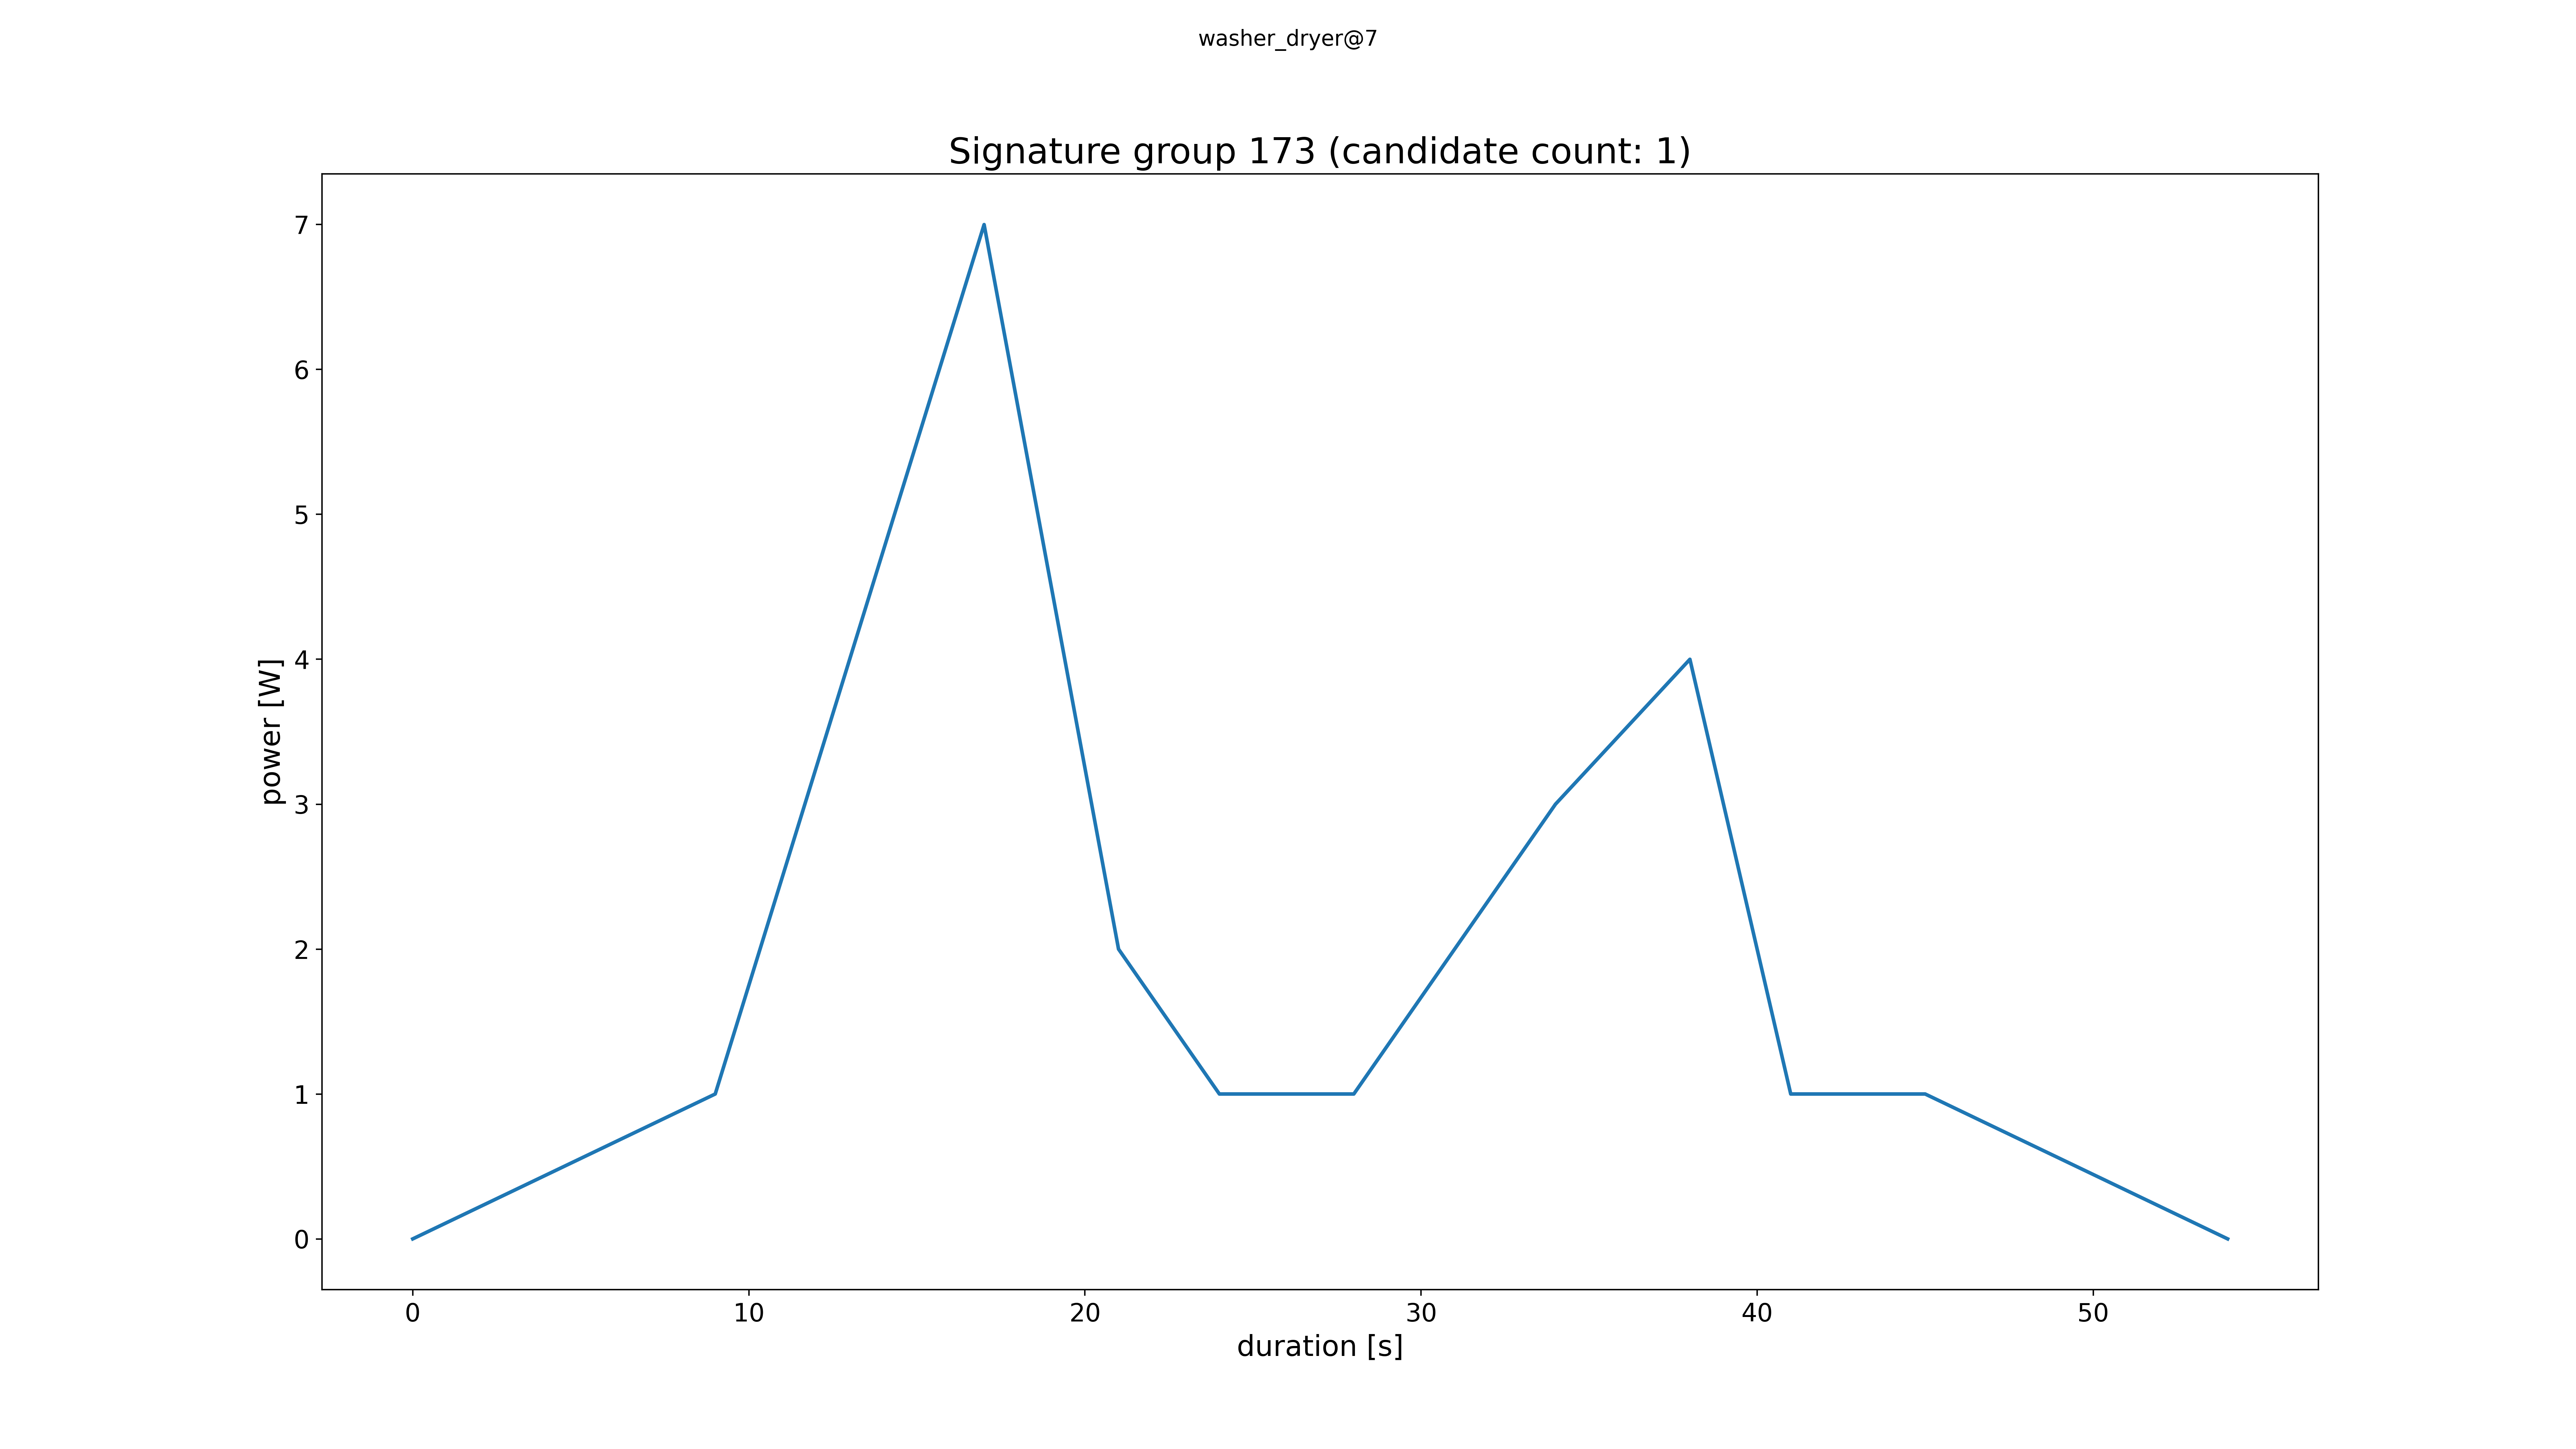 washer_dryer@7
Signature group 173 (candidate count: 1)
7
6
5
4
3
2
1
0
power [W]
0 10 20 30 40 50
duration [s]